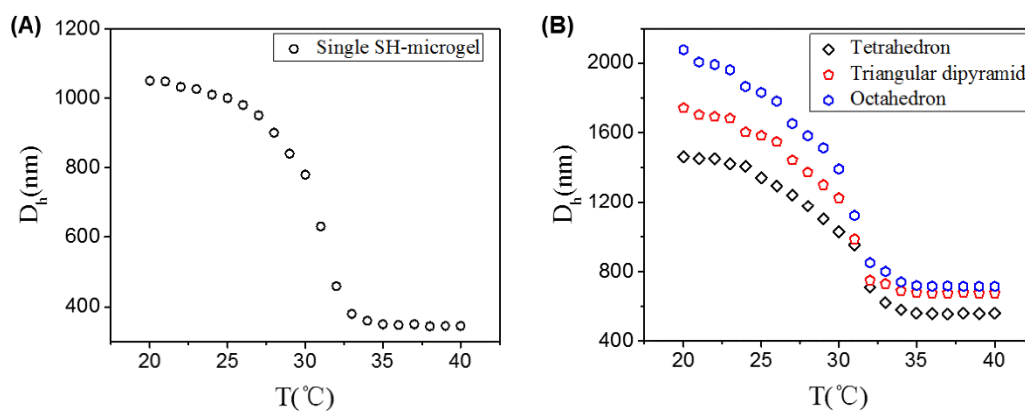 (A)
1200
1000
800
600
400
D_h(nm)
Single SH-microgel
20 25 30 35 40
T(℃)
(B)
2000
1600
1200
800
400
D_h(nm)
Tetrahedron
Triangular dipyramid
Octahedron
20 25 30 35 40
T(℃)